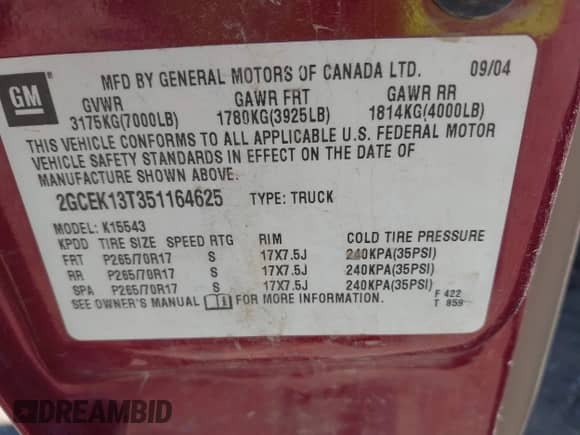 GM
MFD BY GENERAL MOTORS OF CANADA LTD. 09/04
GVWR GAWR FRT GAWR RR
3175KG(7000LB) 1780KG(3925LB) 1814KG(4000LB)
THIS VEHICLE CONFORMS TO ALL APPLICABLE U.S. FEDERAL MOTOR
VEHICLE SAFETY STANDARDS IN EFFECT ON THE DATE OF
MANUFACTURE SHOWN ABOVE.
2GCEK13T351164625 TYPE: TRUCK
MODEL: K15543
KPDD TIRE SIZE SPEED RTG RIM COLD TIRE PRESSURE
FRT P265/70R17 S 17X7.5J 240KPA(35PSI)
RR P265/70R17 S 17X7.5J 240KPA(35PSI)
SPA P265/70R17 S 17X7.5J 240KPA(35PSI)
SEE OWNER'S MANUAL FOR MORE INFORMATION.
F 422
T 859
DREAMBID